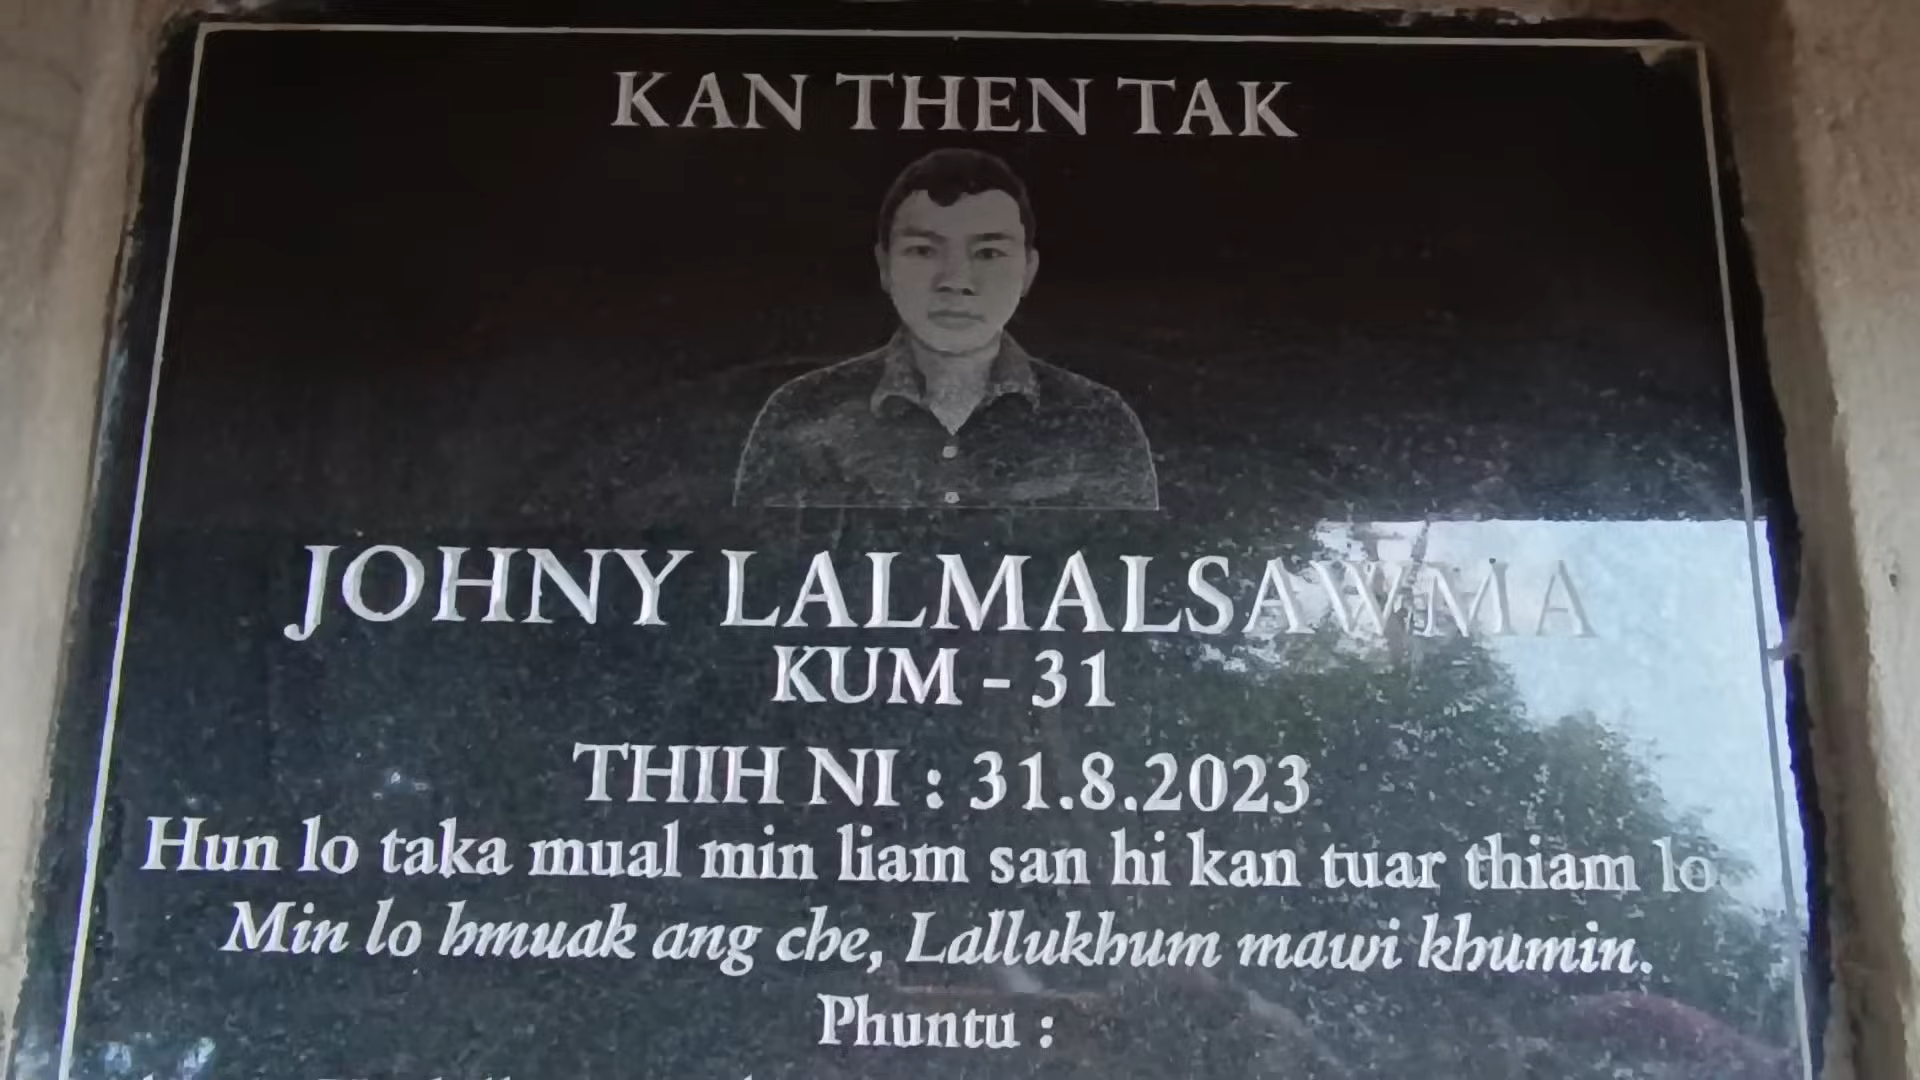 KAN THEN TAK
JOHNY LALMALSAWMA
KUM - 31
THIH NI : 31.8.2023
Hun lo taka mual min liam san hi kan tuar thiam lo.
Min lo hmuak ang che, Lallukhum mawi khumin.
Phuntu :